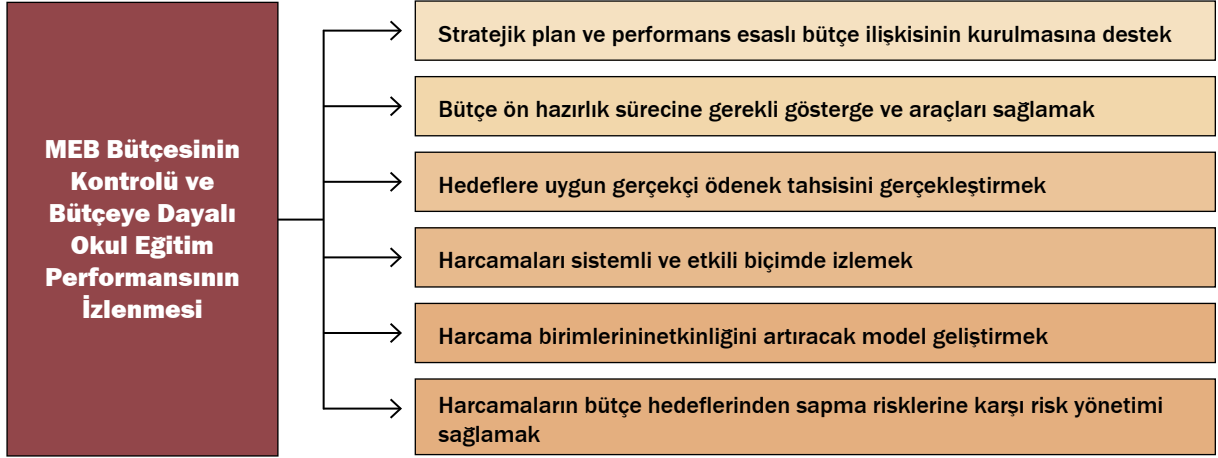 MEB Bütçesinin
Kontrolü ve
Bütçeye Dayalı
Okul Eğitim
Performansının
İzlenmesi
Stratejik plan ve performans esaslı bütçe ilişkisinin kurulmasına destek
Bütçe ön hazırlık sürecine gerekli gösterge ve araçları sağlamak
Hedeflere uygun gerçekçi ödenek tahsisini gerçekleştirmek
Harcamaları sistemli ve etkili biçimde izlemek
Harcama birimlerininetkinliğini artıracak model geliştirmek
Harcamaların bütçe hedeflerinden sapma risklerine karşı risk yönetimi
sağlamak